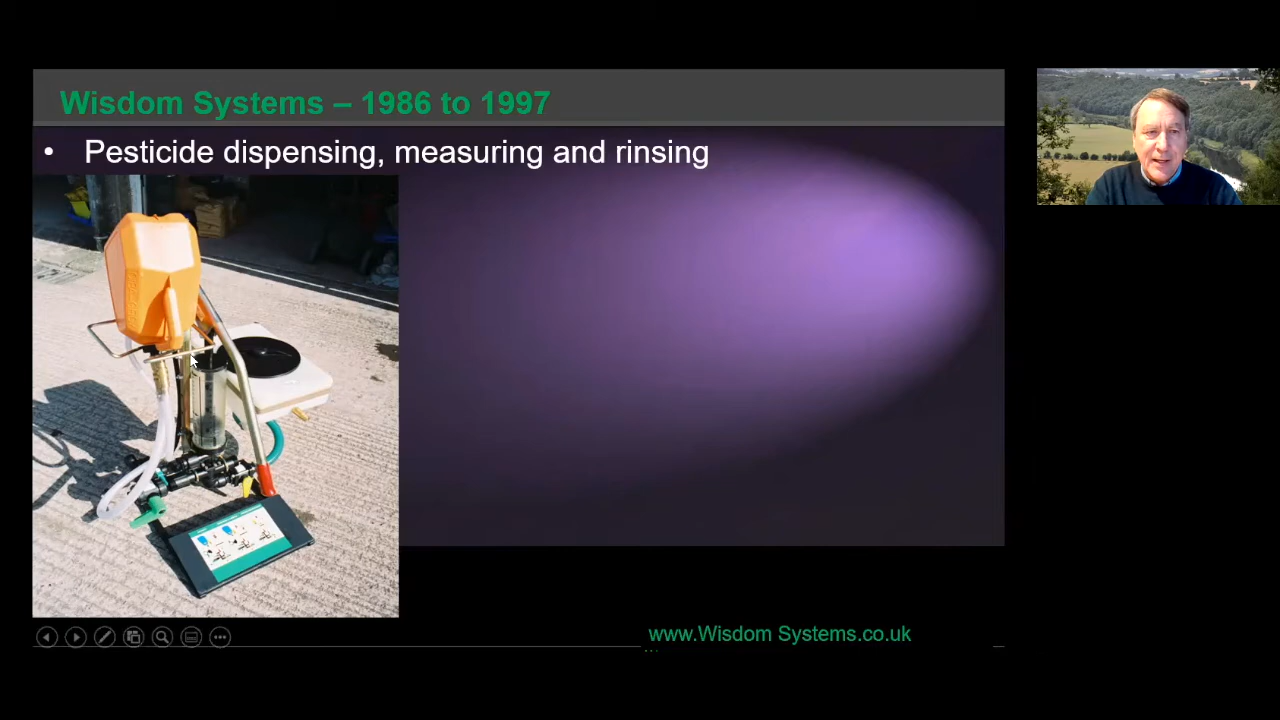 Wisdom Systems – 1986 to 1997
• Pesticide dispensing, measuring and rinsing
www.Wisdom Systems.co.uk